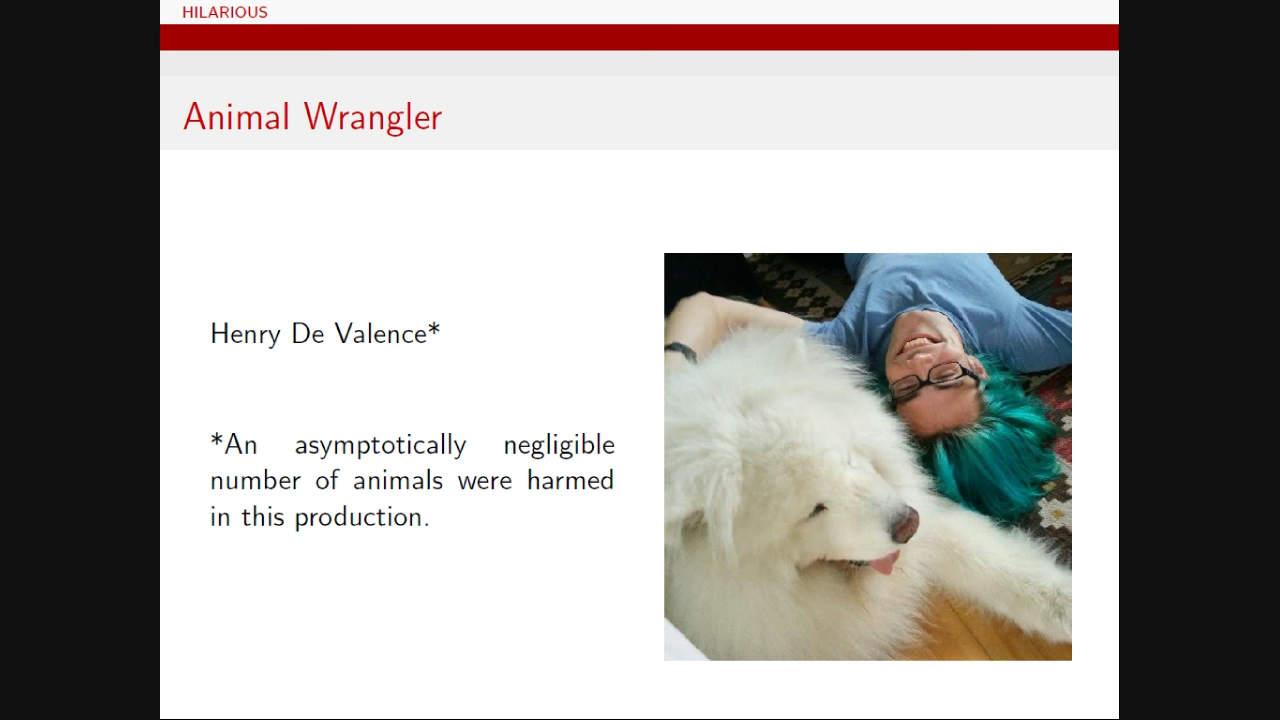 HILARIOUS
Animal Wrangler
Henry De Valence*
*An asymptotically negligible
number of animals were harmed
in this production.